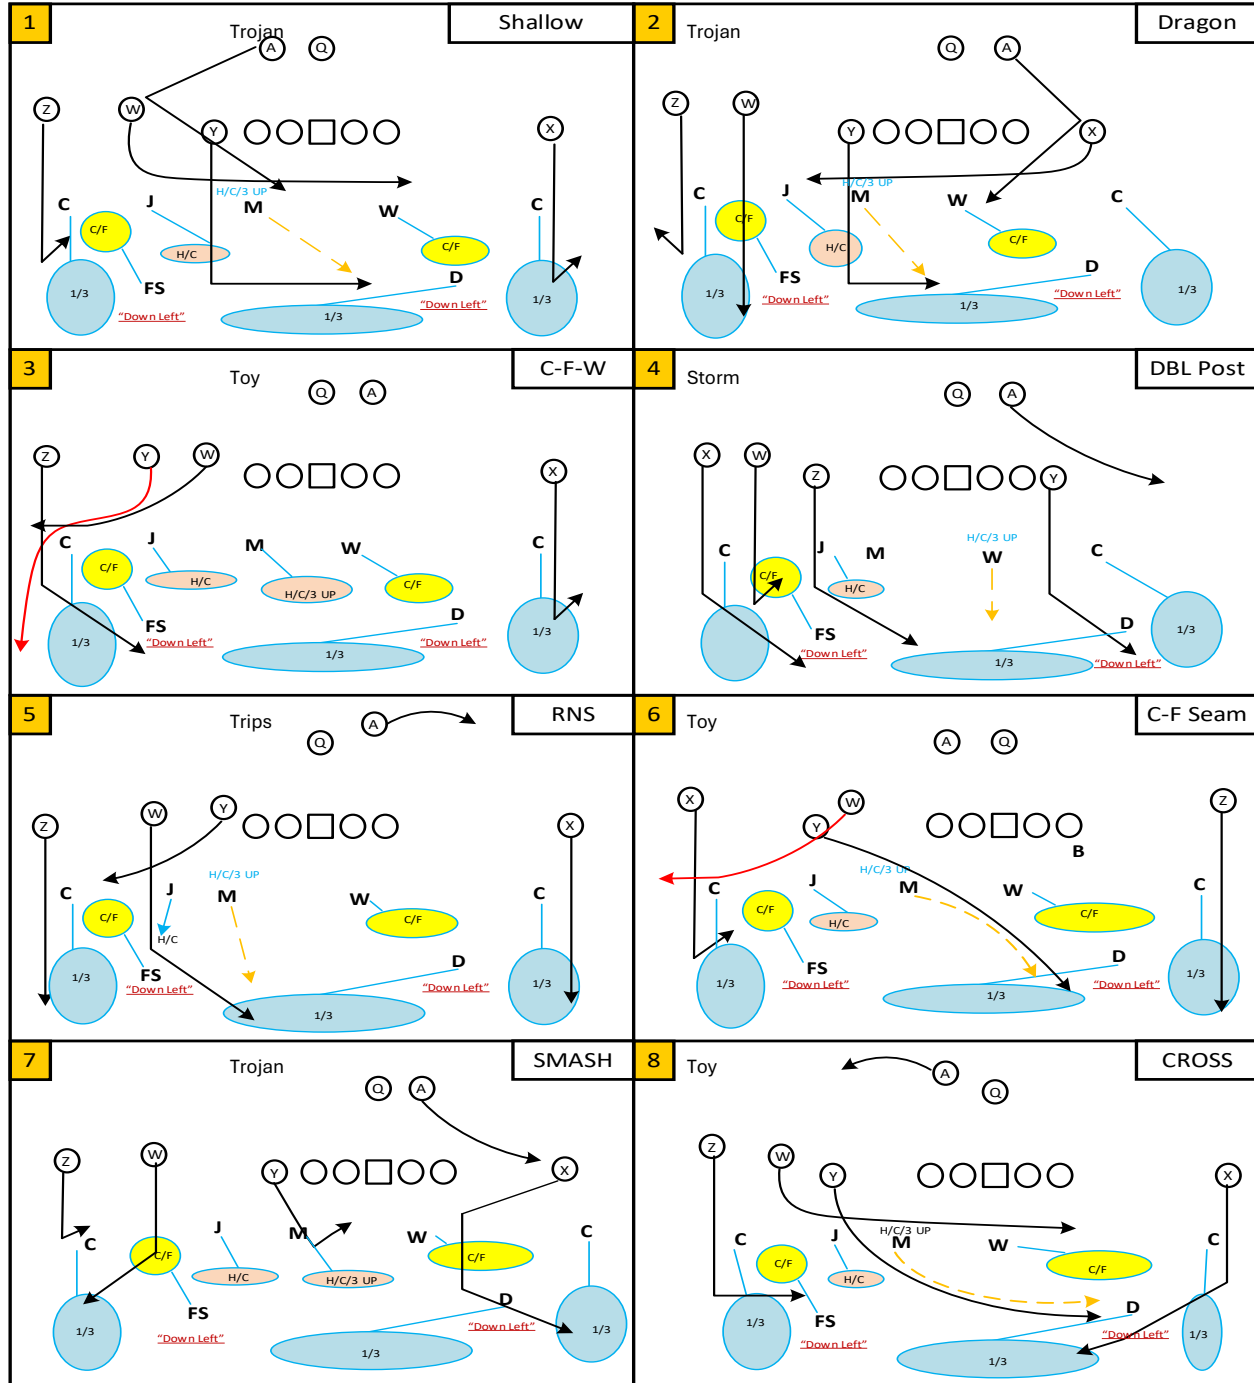 1
Trojan
Shallow
A
Q
Z
W
Y
X
H/C/3 UP
C
J
M
W
C
C/F
H/C
C/F
FS
D
1/3
"Down Left"
1/3
"Down Left"
1/3
2
Trojan
Dragon
Q
A
Z
W
Y
X
H/C/3 UP
C
J
M
W
C
C/F
H/C
C/F
FS
D
1/3
"Down Left"
1/3
"Down Left"
1/3
3
Toy
C-F-W
Q
A
Z
Y
W
X
C
J
M
W
C
C/F
H/C
H/C/3 UP
C/F
FS
D
1/3
"Down Left"
1/3
"Down Left"
1/3
4
Storm
DBL Post
Q
A
X
W
Z
Y
H/C/3 UP
C
J
M
W
C
C/F
H/C
FS
D
1/3
"Down Left"
1/3
"Down Left"
1/3
5
Trips
RNS
A
Q
Z
W
Y
X
H/C/3 UP
C
J
M
W
C
C/F
C/F
H/C
FS
D
1/3
"Down Left"
1/3
"Down Left"
1/3
6
Toy
C-F Seam
A
Q
X
W
Z
Y
B
H/C/3 UP
C
J
M
W
C
C/F
H/C
C/F
FS
D
1/3
"Down Left"
1/3
"Down Left"
1/3
7
Trojan
SMASH
Q
A
Z
W
Y
X
C
J
M
W
C
C/F
H/C
H/C/3 UP
C/F
FS
D
1/3
"Down Left"
1/3
"Down Left"
1/3
8
Toy
CROSS
A
Q
Z
W
Y
X
H/C/3 UP
C
J
M
W
C
C/F
H/C
C/F
FS
D
1/3
"Down Left"
1/3
"Down Left"
1/3